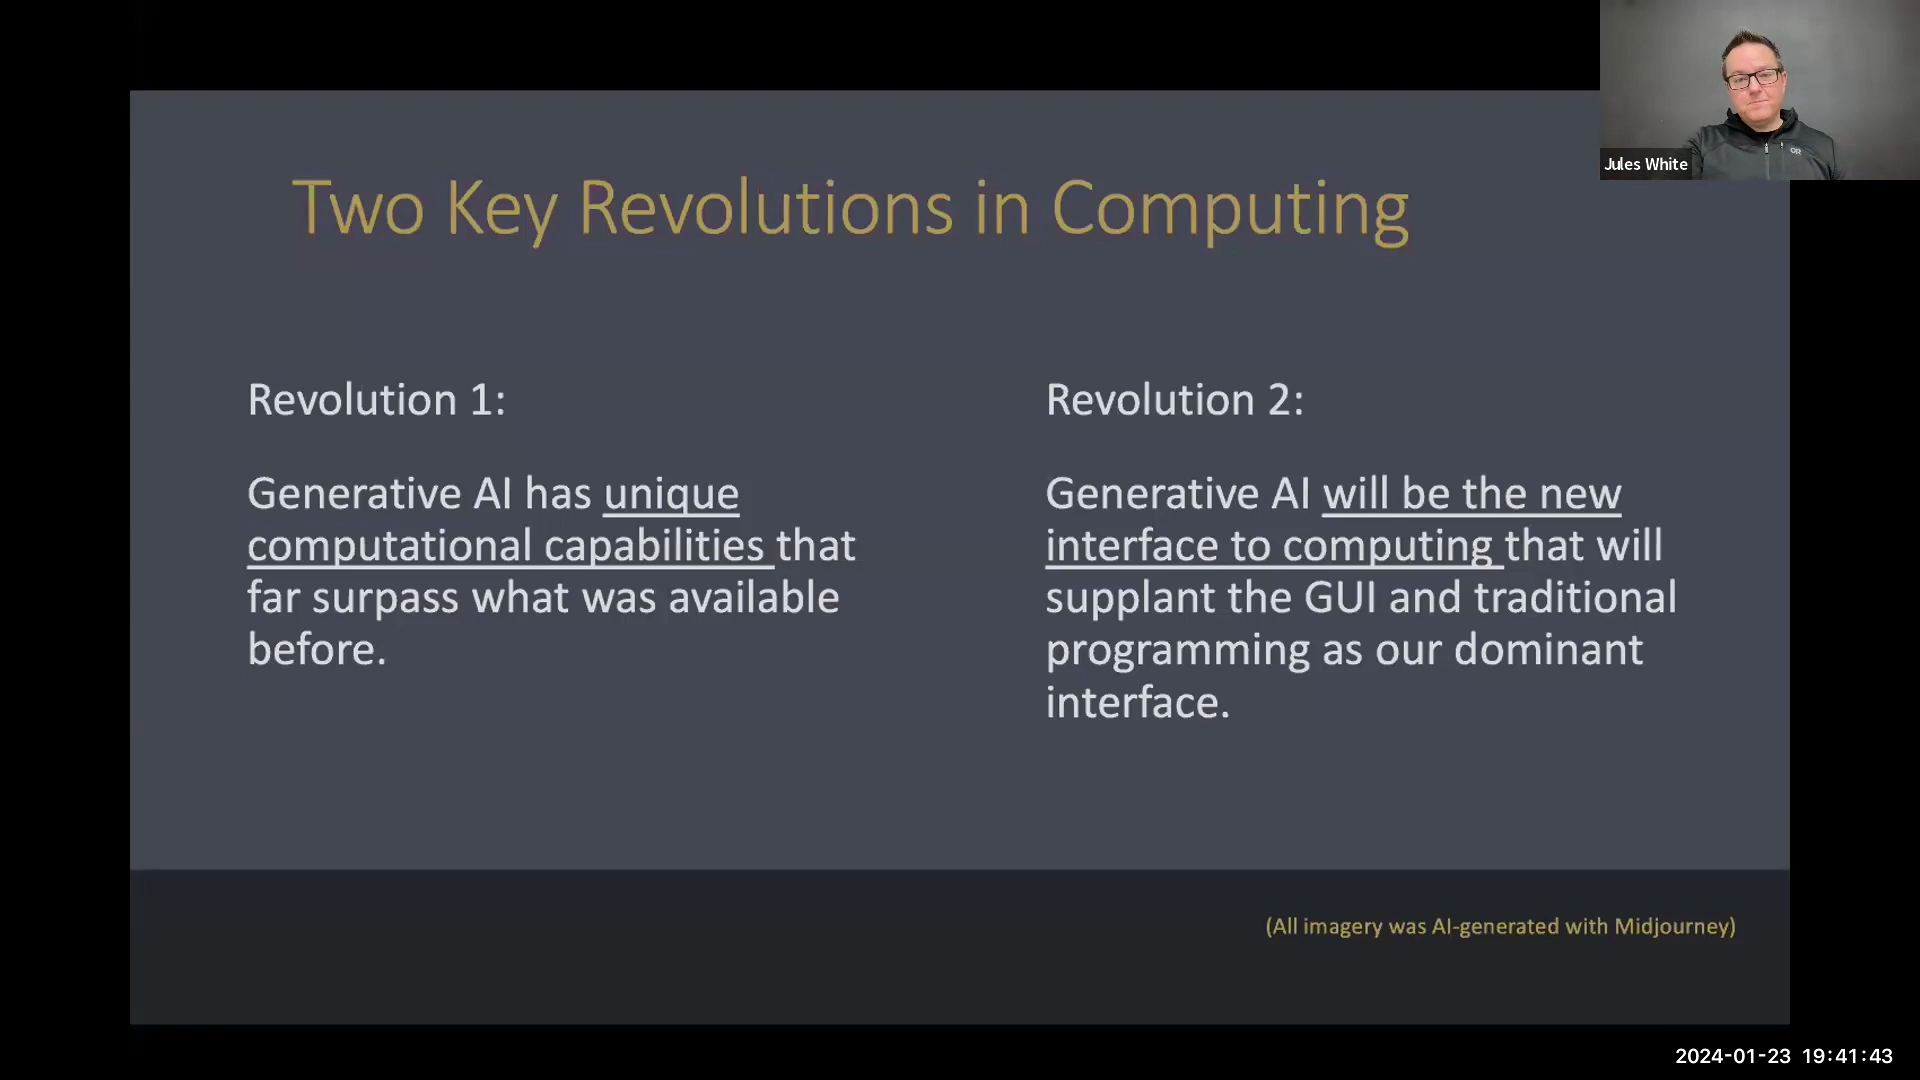 Jules White
Two Key Revolutions in Computing
Revolution 1:
Generative AI has unique
computational capabilities that
far surpass what was available
before.
Revolution 2:
Generative AI will be the new
interface to computing that will
supplant the GUI and traditional
programming as our dominant
interface.
(All imagery was AI-generated with Midjourney)
2024-01-23 19:41:43
OR